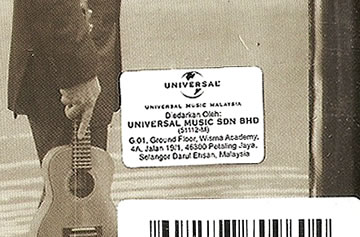 UNIVERSAL
UNIVERSAL MUSIC MALAYSIA
Diedarkan Oleh:
UNIVERSAL MUSIC SDN BHD
(51112-M)
G.01, Ground Floor, Wisma Academy,
4A, Jalan 19/1, 46300 Petaling Jaya,
Selangor Darul Ehsan, Malaysia